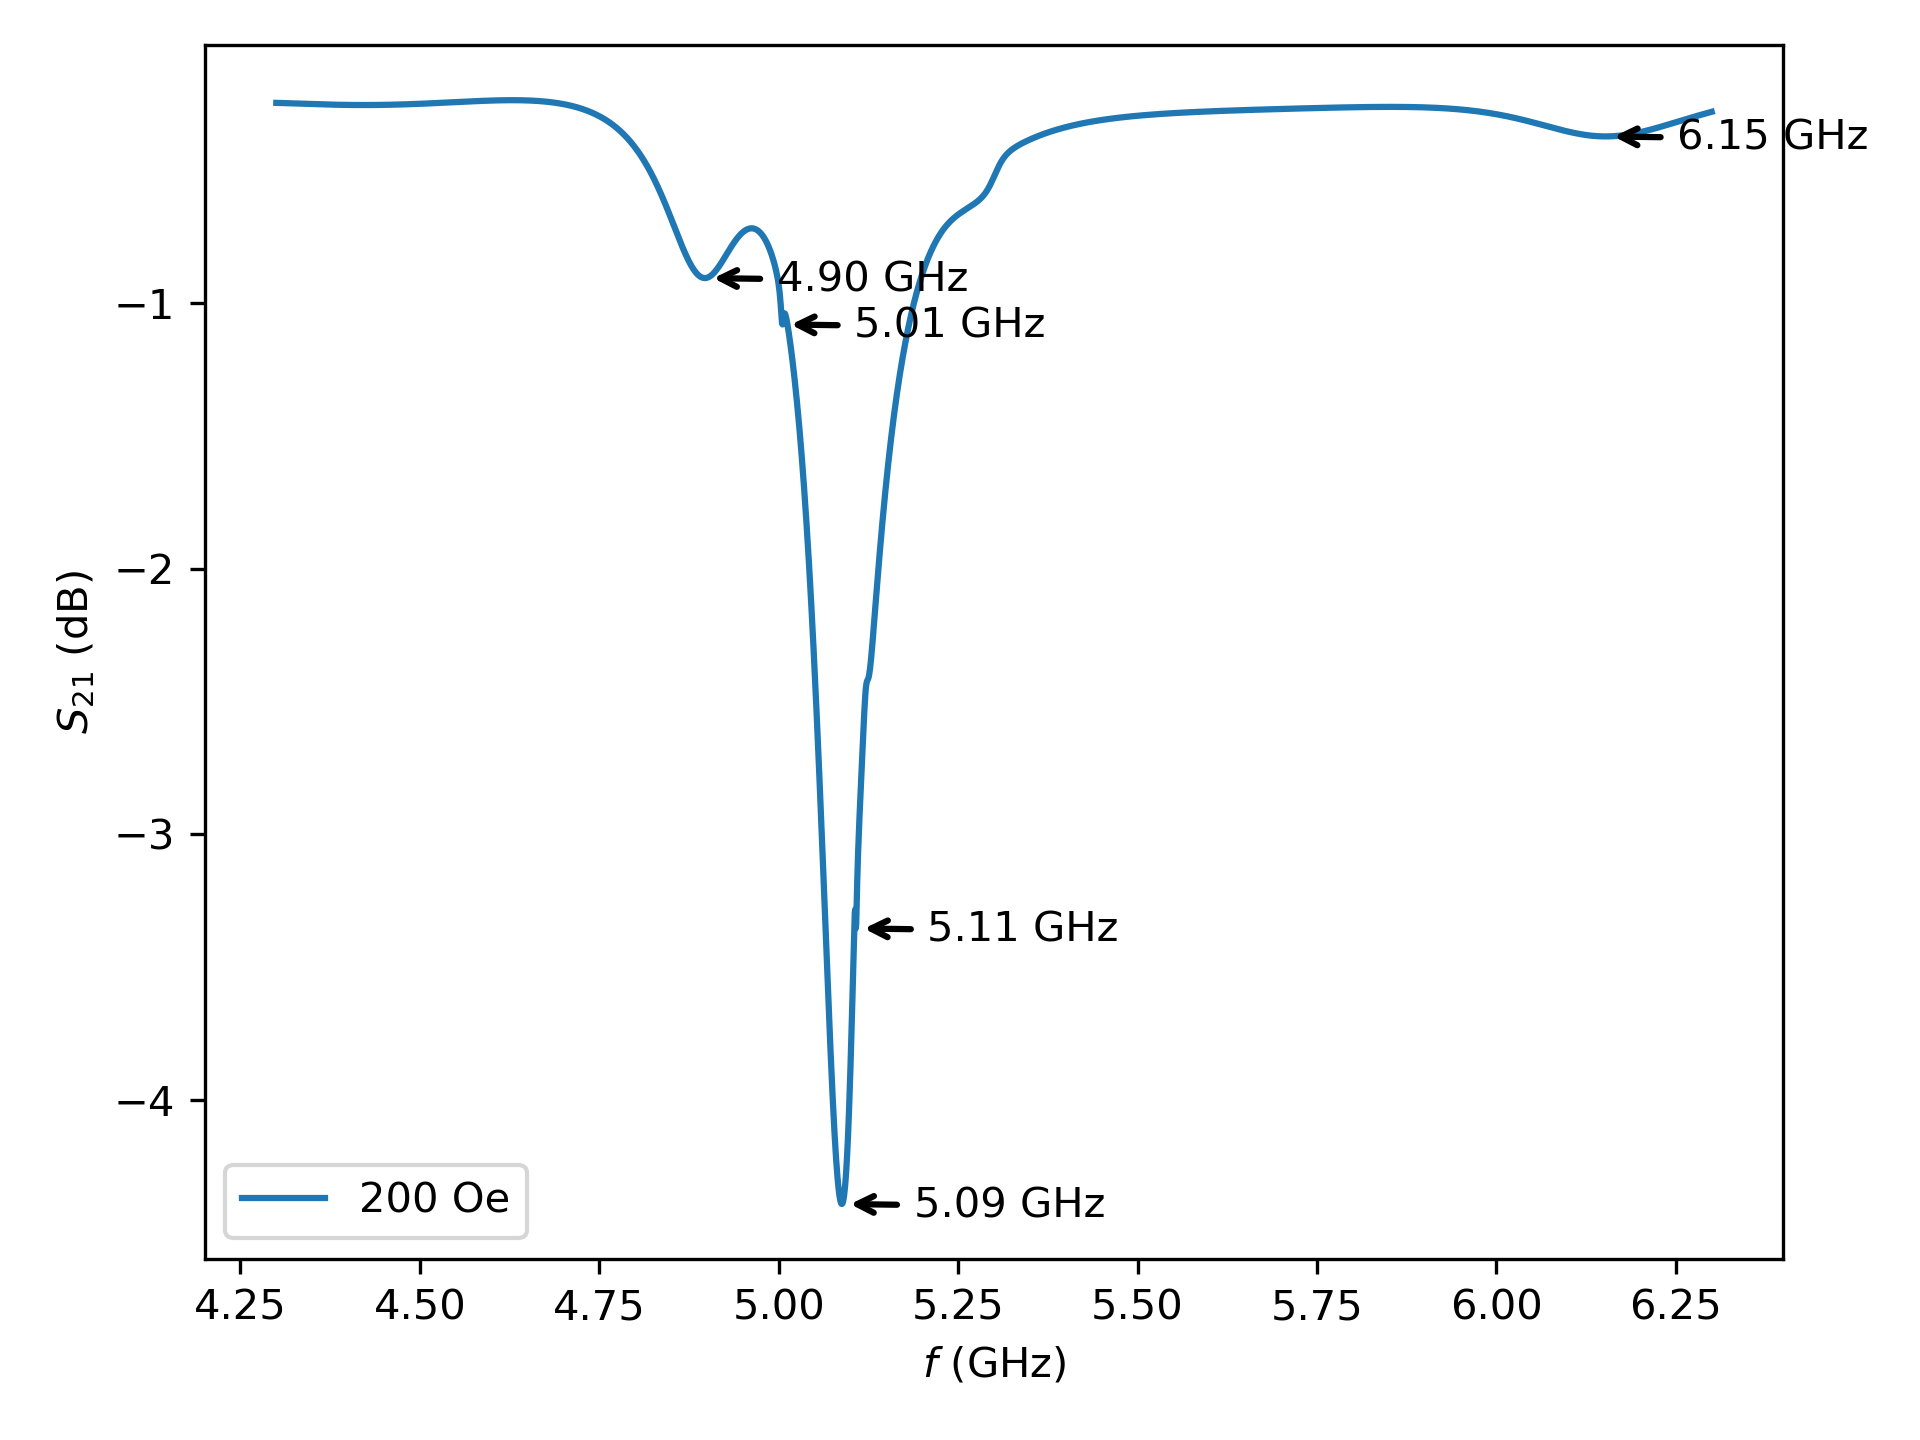 6.15 GHz
4.90 GHz
5.01 GHz
5.11 GHz
5.09 GHz
−1
−2
−3
−4
S21 (dB)
200 Oe
4.25 4.50 4.75 5.00 5.25 5.50 5.75 6.00 6.25
f (GHz)